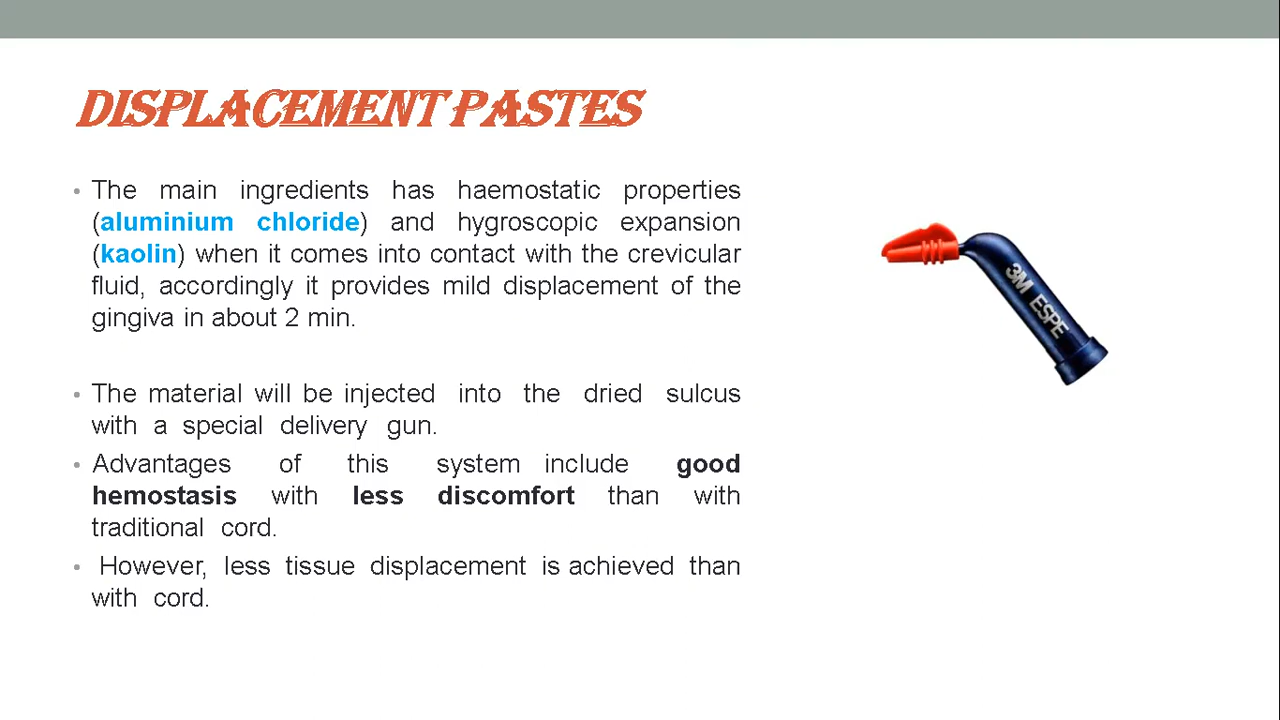 DISPLACEMENT PASTES
• The main ingredients has haemostatic properties
(aluminium chloride) and hygroscopic expansion
(kaolin) when it comes into contact with the crevicular
fluid, accordingly it provides mild displacement of the
gingiva in about 2 min.
• The material will be injected into the dried sulcus
with a special delivery gun.
• Advantages of this system include good
hemostasis with less discomfort than with
traditional cord.
• However, less tissue displacement is achieved than
with cord.
3M ESPE